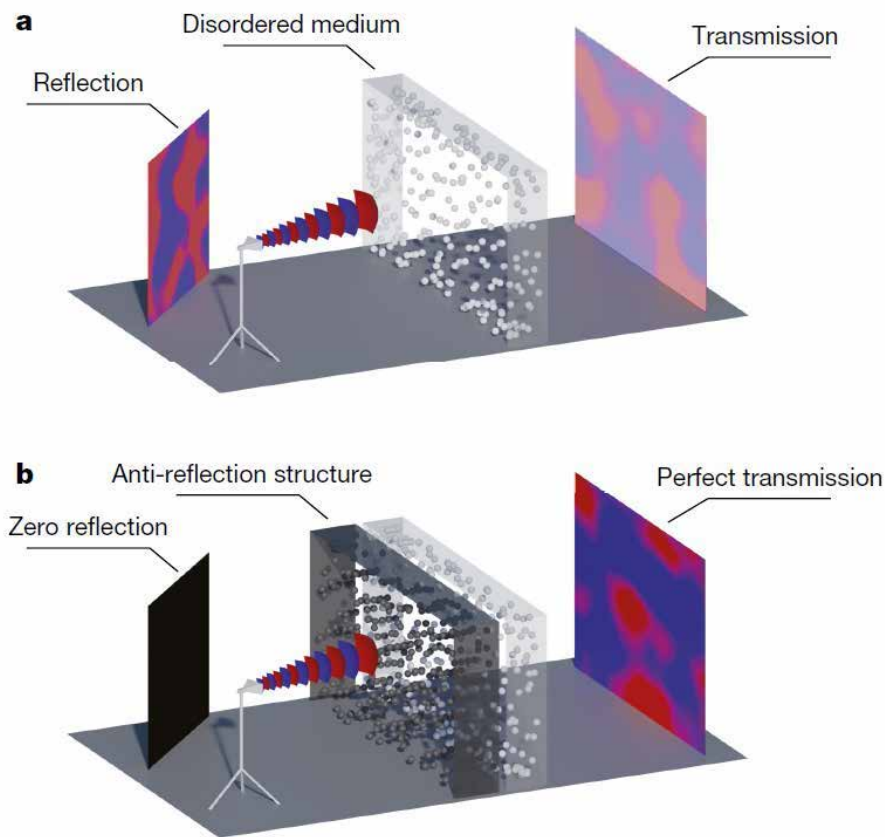 a
Disordered medium
Transmission
Reflection
b
Anti-reflection structure
Perfect transmission
Zero reflection